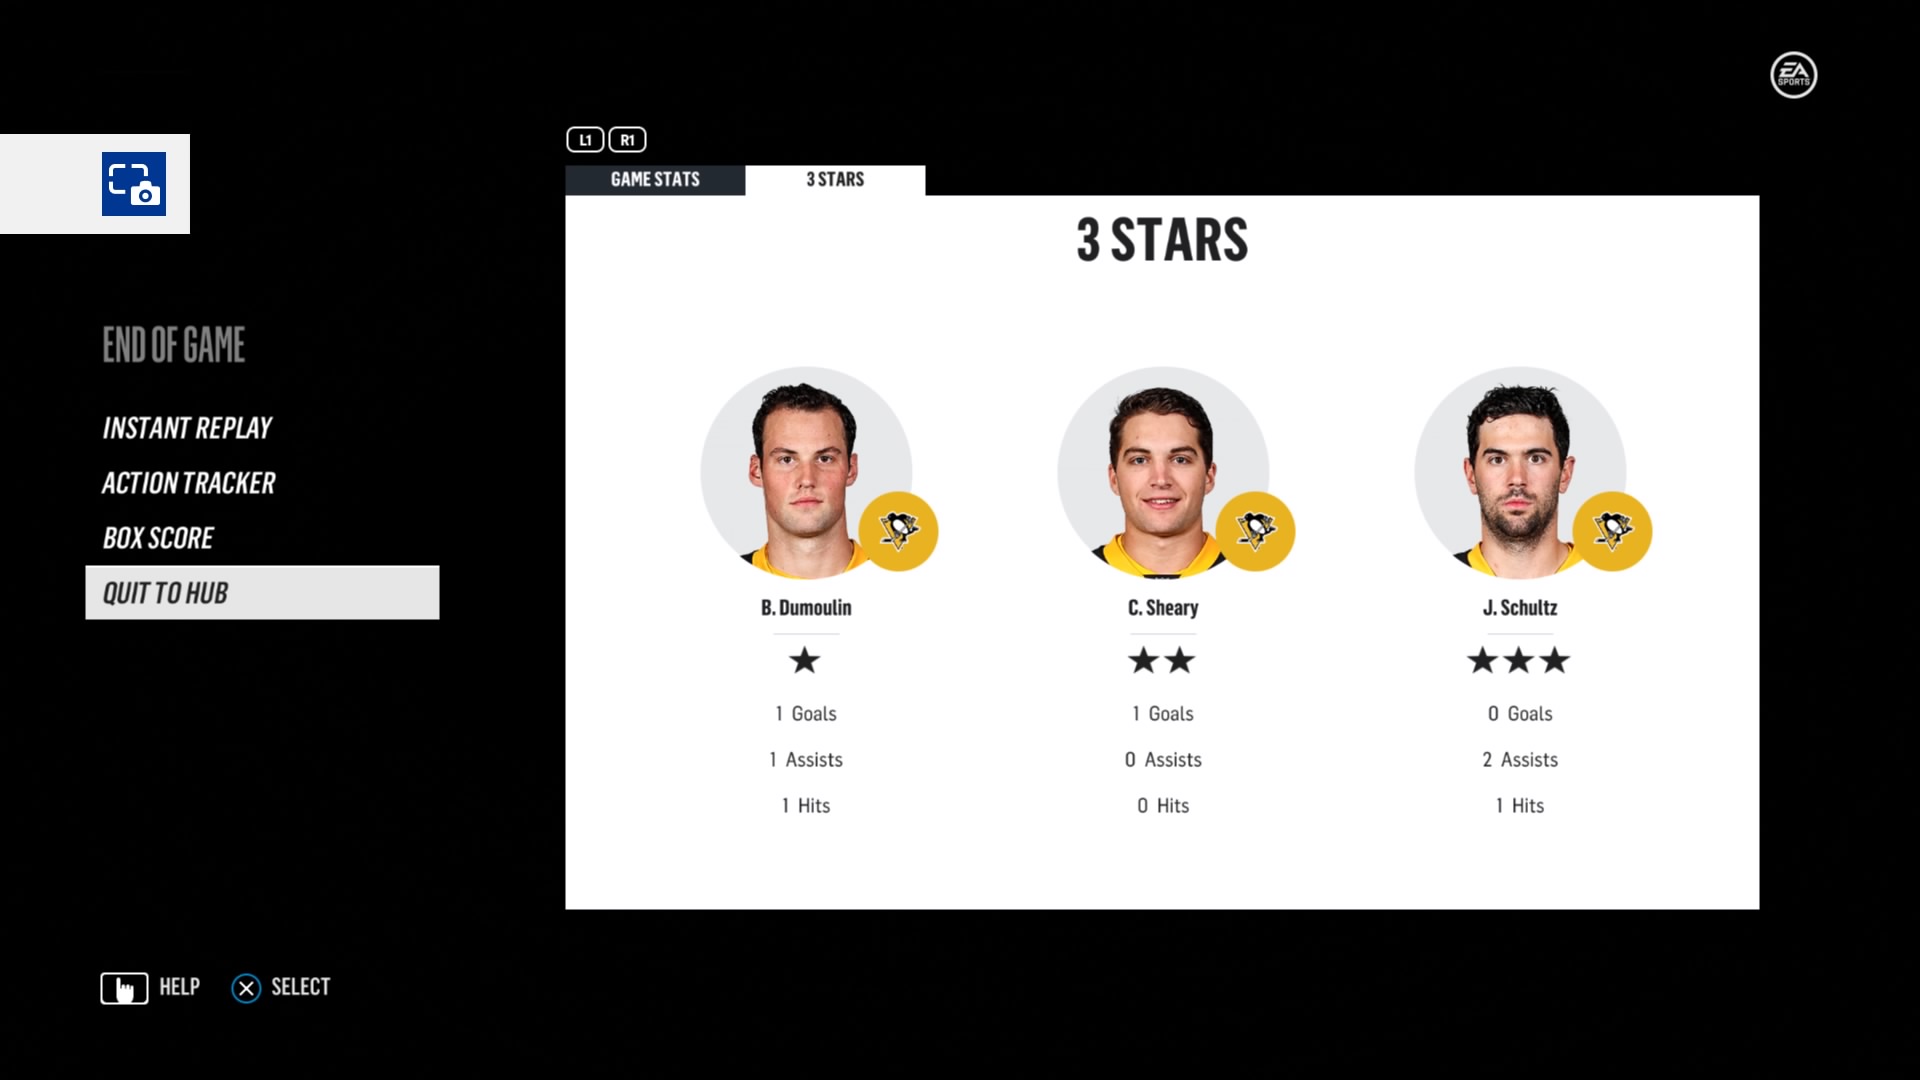 EA
SPORTS
L1 R1
GAME STATS 3 STARS
3 STARS
END OF GAME
INSTANT REPLAY
ACTION TRACKER
BOX SCORE
QUIT TO HUB
B. Dumoulin
★
1 Goals
1 Assists
1 Hits
C. Sheary
★★
1 Goals
0 Assists
0 Hits
J. Schultz
★★★
0 Goals
2 Assists
1 Hits
HELP SELECT